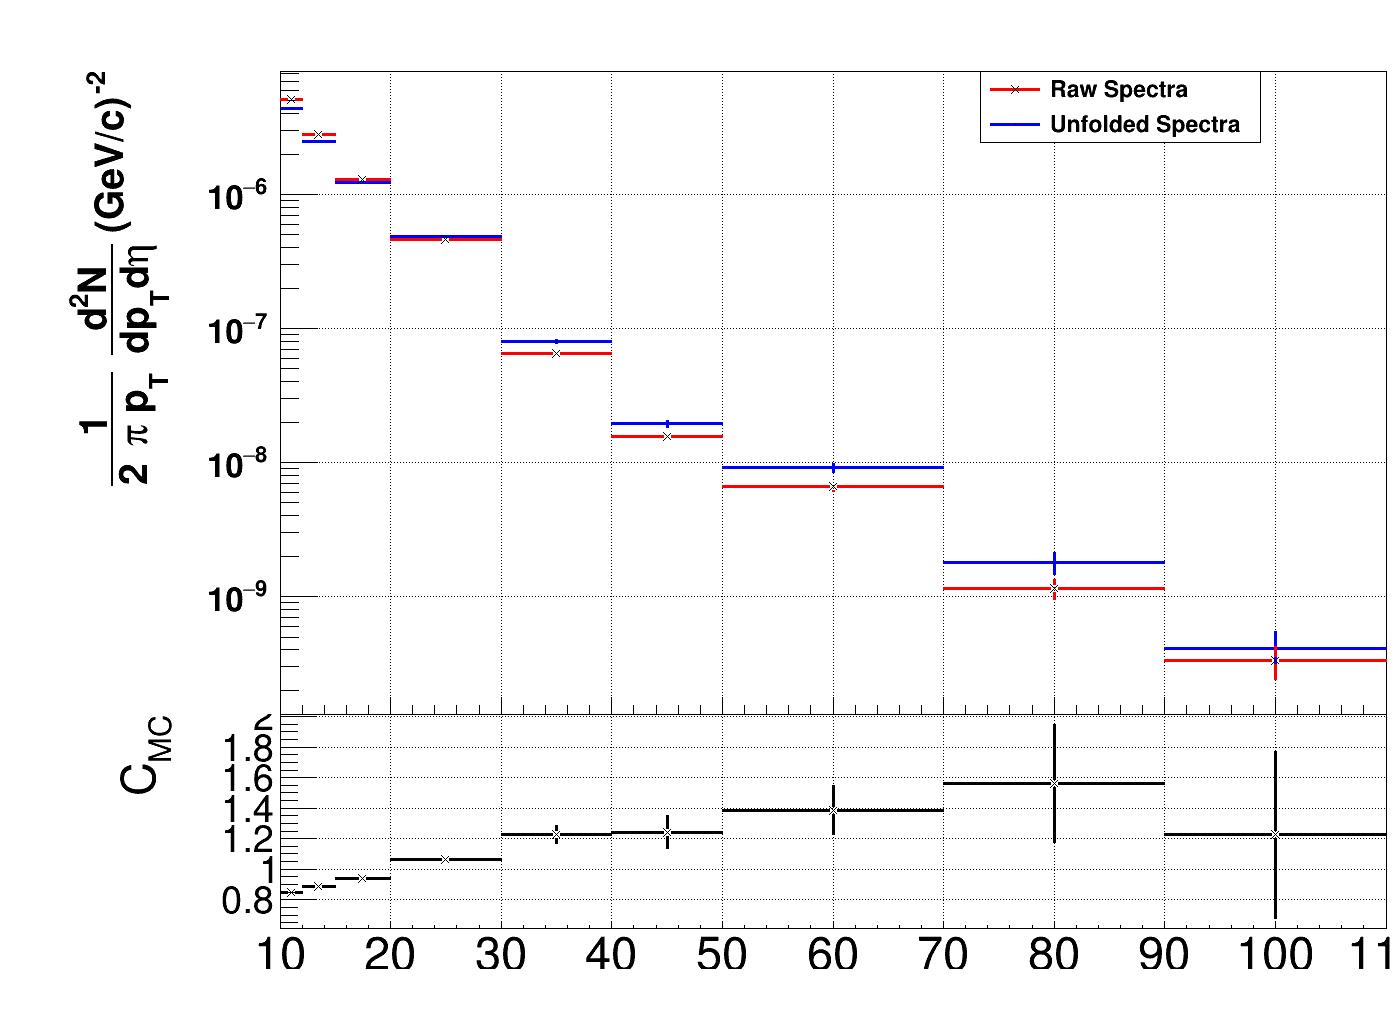 Raw Spectra
Unfolded Spectra
1
2 π p_T
d²N
dp_T dη
(GeV/c)⁻²
10⁻⁶
10⁻⁷
10⁻⁸
10⁻⁹
C_MC
2
1.8
1.6
1.4
1.2
1
0.8
10 20 30 40 50 60 70 80 90 100 11